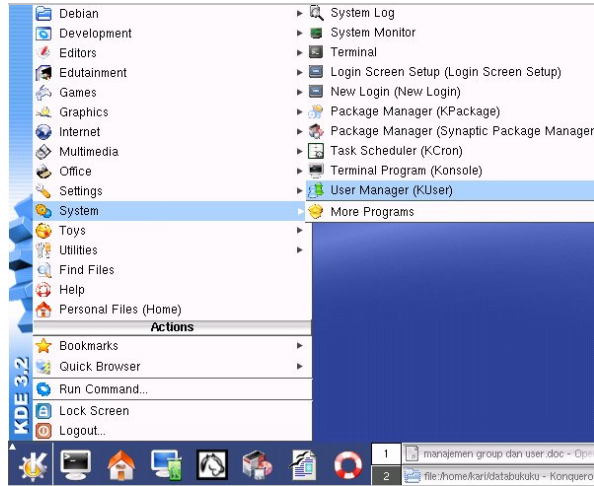 Debian
Development
Editors
Edutainment
Games
Graphics
Internet
Multimedia
Office
Settings
System
Toys
Utilities
Find Files
Help
Personal Files (Home)
Actions
Bookmarks
Quick Browser
Run Command...
Lock Screen
Logout...
KDE 3.2
System Log
System Monitor
Terminal
Login Screen Setup (Login Screen Setup)
New Login (New Login)
Package Manager (KPackage)
Package Manager (Synaptic Package Manager
Task Scheduler (KCron)
Terminal Program (Konsole)
User Manager (KUser)
More Programs
1
manajemen group dan user.doc - Ope
2
file:/home/kari/databukuku - Konquero